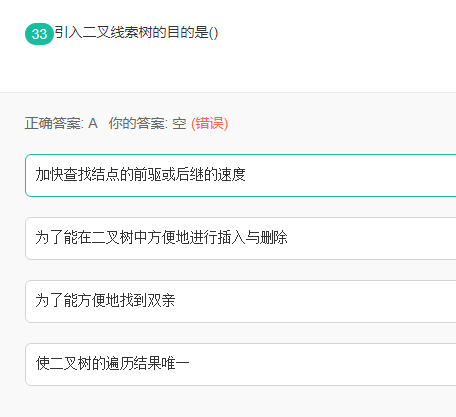 33 引入二叉线索树的目的是()
正确答案: A 你的答案: 空 (错误)
加快查找结点的前驱或后继的速度
为了能在二叉树中方便地进行插入与删除
为了能方便地找到双亲
使二叉树的遍历结果唯一